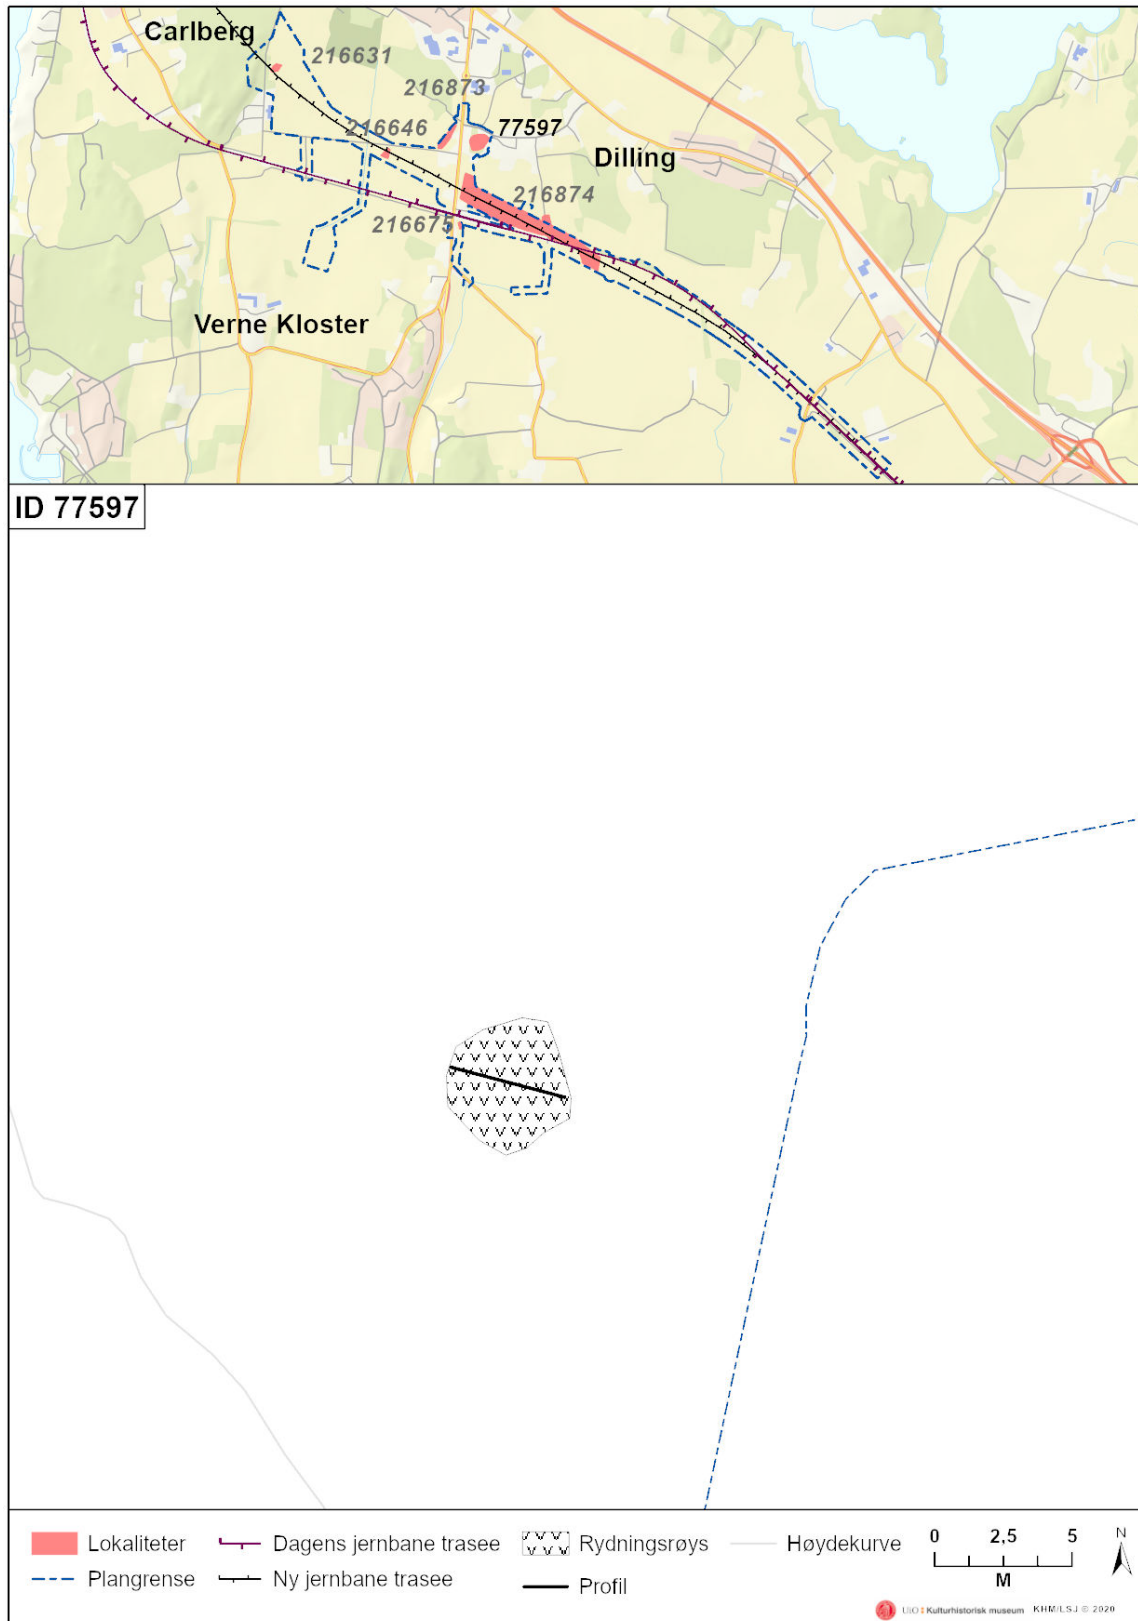 Carlberg
216631
216873
216646
77597
Dilling
216874
216675
Verne Kloster
ID 77597
Lokaliteter
Dagens jernbane trasee
Rydningsrøys
Høydekurve
0 2,5 5
N
Plangrense
Ny jernbane trasee
Profil
M
UiO Kulturhistorisk museum KHM/LSJ © 2020